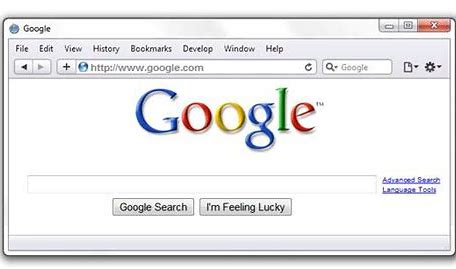 Google
File Edit View History Bookmarks Develop Window Help
http://www.google.com Google
Google™
Advanced Search
Language Tools
Google Search I'm Feeling Lucky